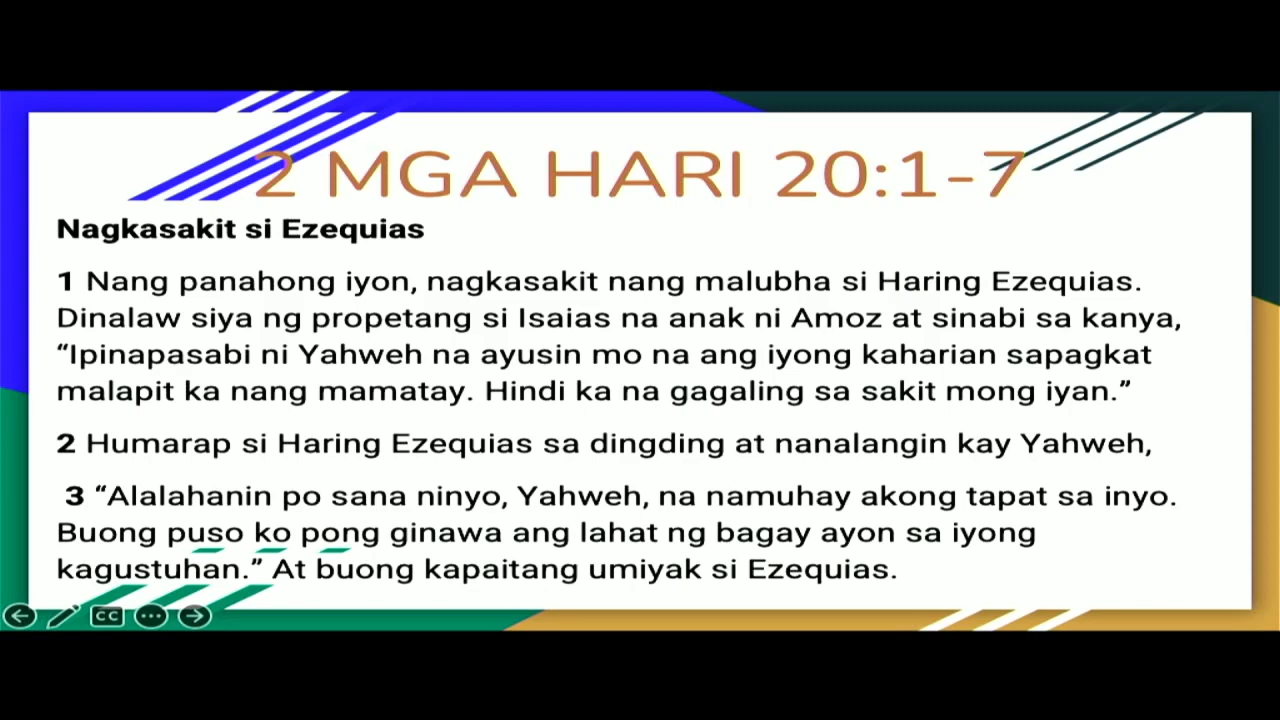 2 MGA HARI 20:1-7
Nagkasakit si Ezequias
1 Nang panahong iyon, nagkasakit nang malubha si Haring Ezequias.
Dinalaw siya ng propetang si Isaias na anak ni Amoz at sinabi sa kanya,
“Ipinapasabi ni Yahweh na ayusin mo na ang iyong kaharian sapagkat
malapit ka nang mamatay. Hindi ka na gagaling sa sakit mong iyan.”
2 Humarap si Haring Ezequias sa dingding at nanalangin kay Yahweh,
3 “Alalahanin po sana ninyo, Yahweh, na namuhay akong tapat sa inyo.
Buong puso ko pong ginawa ang lahat ng bagay ayon sa iyong
kagustuhan.” At buong kapaitang umiyak si Ezequias.
CC